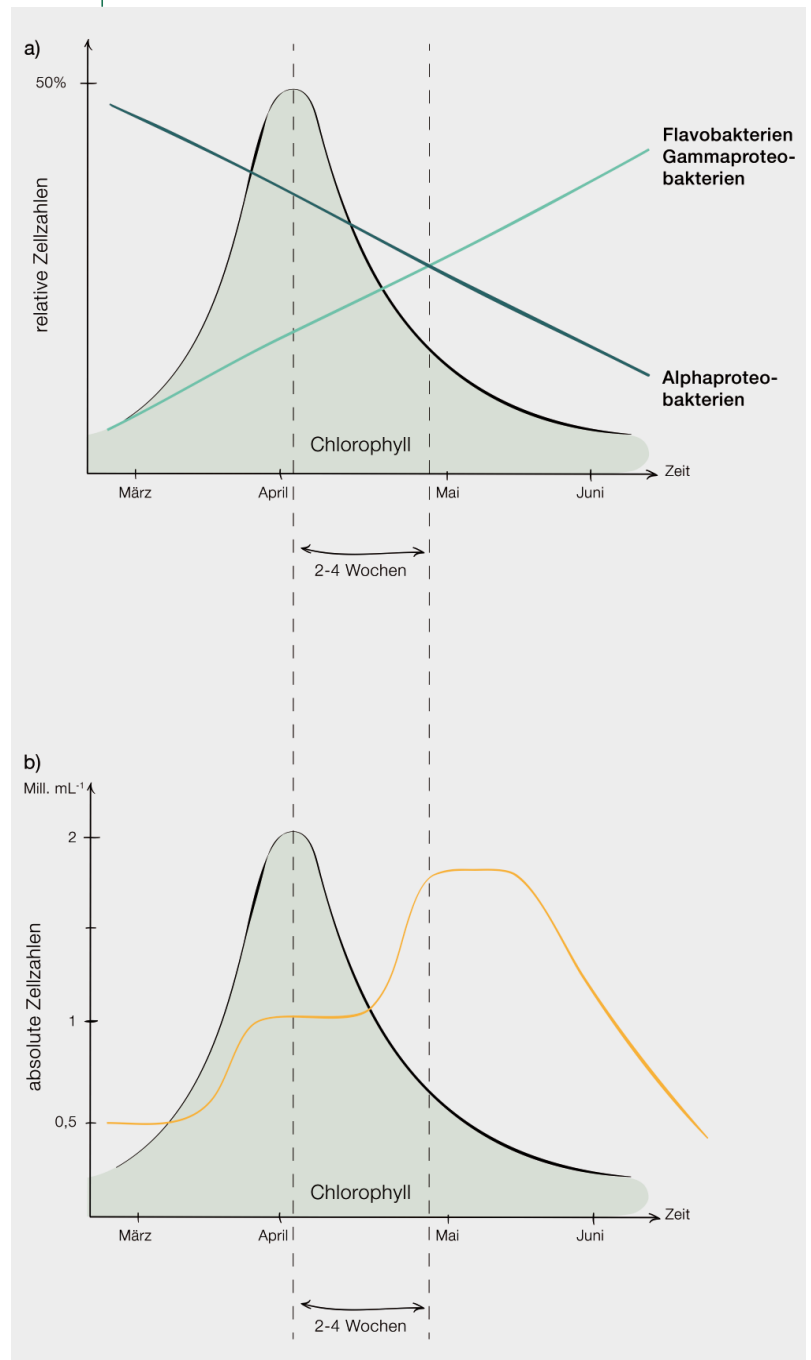 a)
50%
relative Zellzahlen
Flavobakterien
Gammaproteo-
bakterien
Alphaproteo-
bakterien
Chlorophyll
Zeit
März
April
Mai
Juni
2-4 Wochen
b)
Mill. mL⁻¹
2
1
0,5
absolute Zellzahlen
Chlorophyll
Zeit
März
April
Mai
Juni
2-4 Wochen